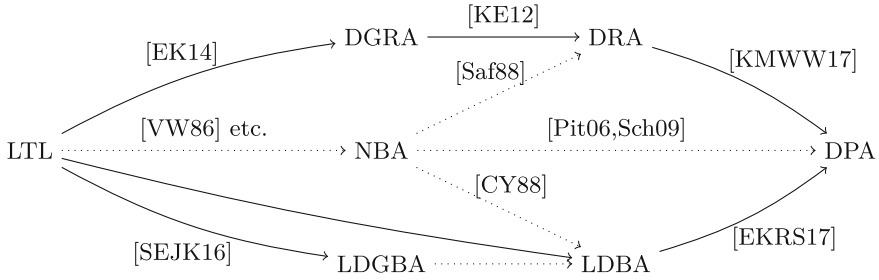 [KE12]
DGRA
DRA
[EK14]
[KMWW17]
[Saf88]
[VW86] etc.
[Pit06,Sch09]
LTL
NBA
DPA
[CY88]
[SEJK16]
[EKRS17]
LDGBA
LDBA